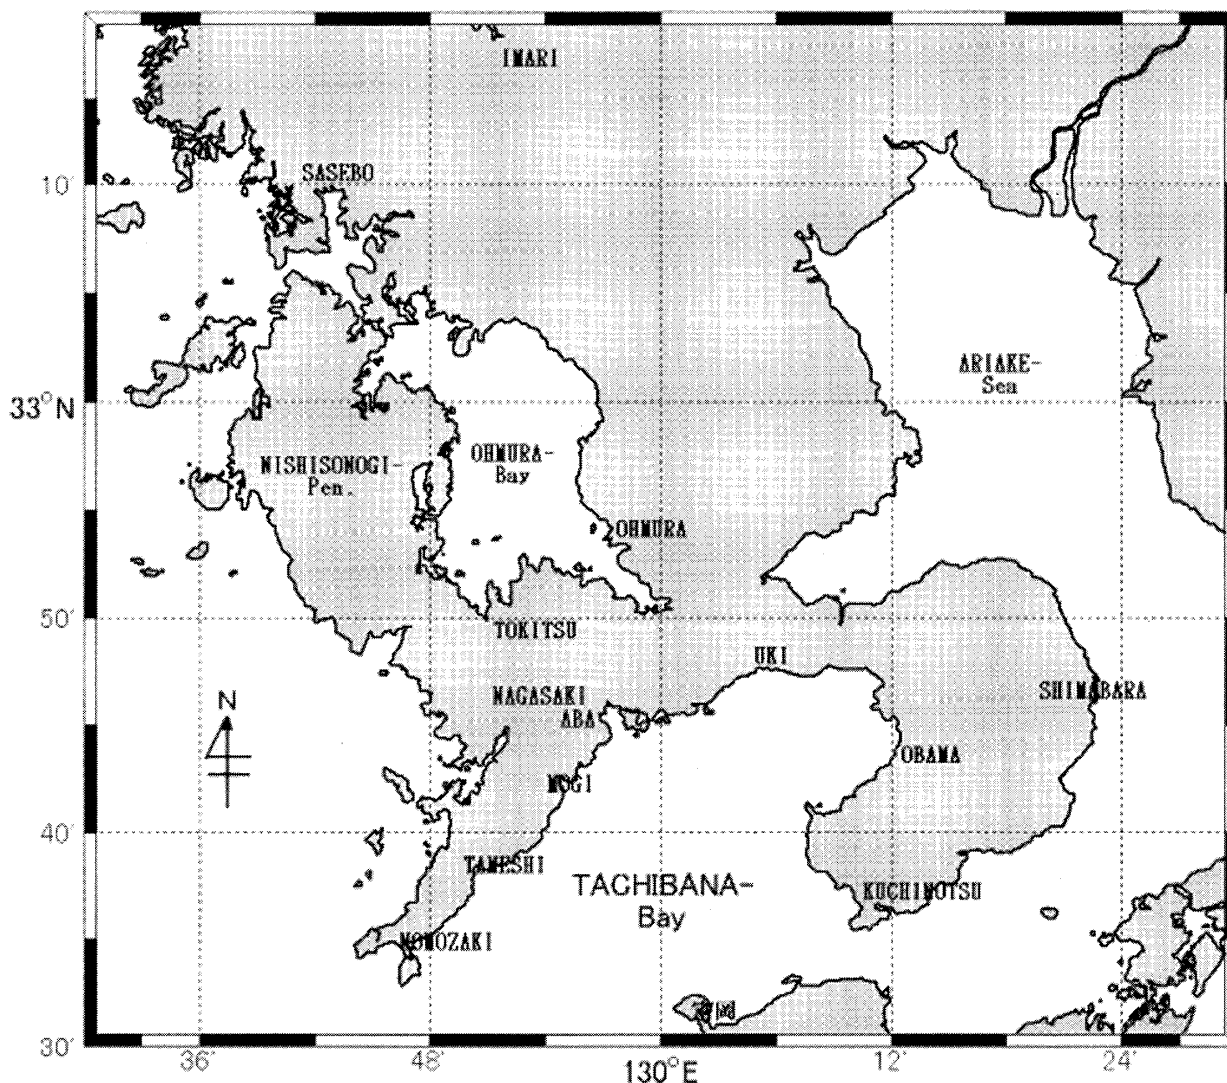 IMARI
SASEBO
10′
ARIAKE-
Sea
33°N
NISHISONOGI-
Pen.
OHMURA-
Bay
OHMURA
50′
TOKITSU
UKI
N
NAGASAKI
ABA
SHIMABARA
OBAMA
MOGI
40′
TAMESHI
TACHIBANA-
Bay
KUCHINOTSU
NOMOZAKI
30′
36′
48′
130°E
12′
24′